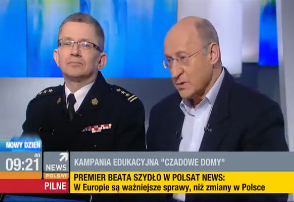 NOWY DZIEŃ
09:21
NEWS
POLSAT
PILNE
KAMPANIA EDUKACYJNA "CZADOWE DOMY"
PREMIER BEATA SZYDŁO W POLSAT NEWS:
W Europie są ważniejsze sprawy, niż zmiany w Polsce